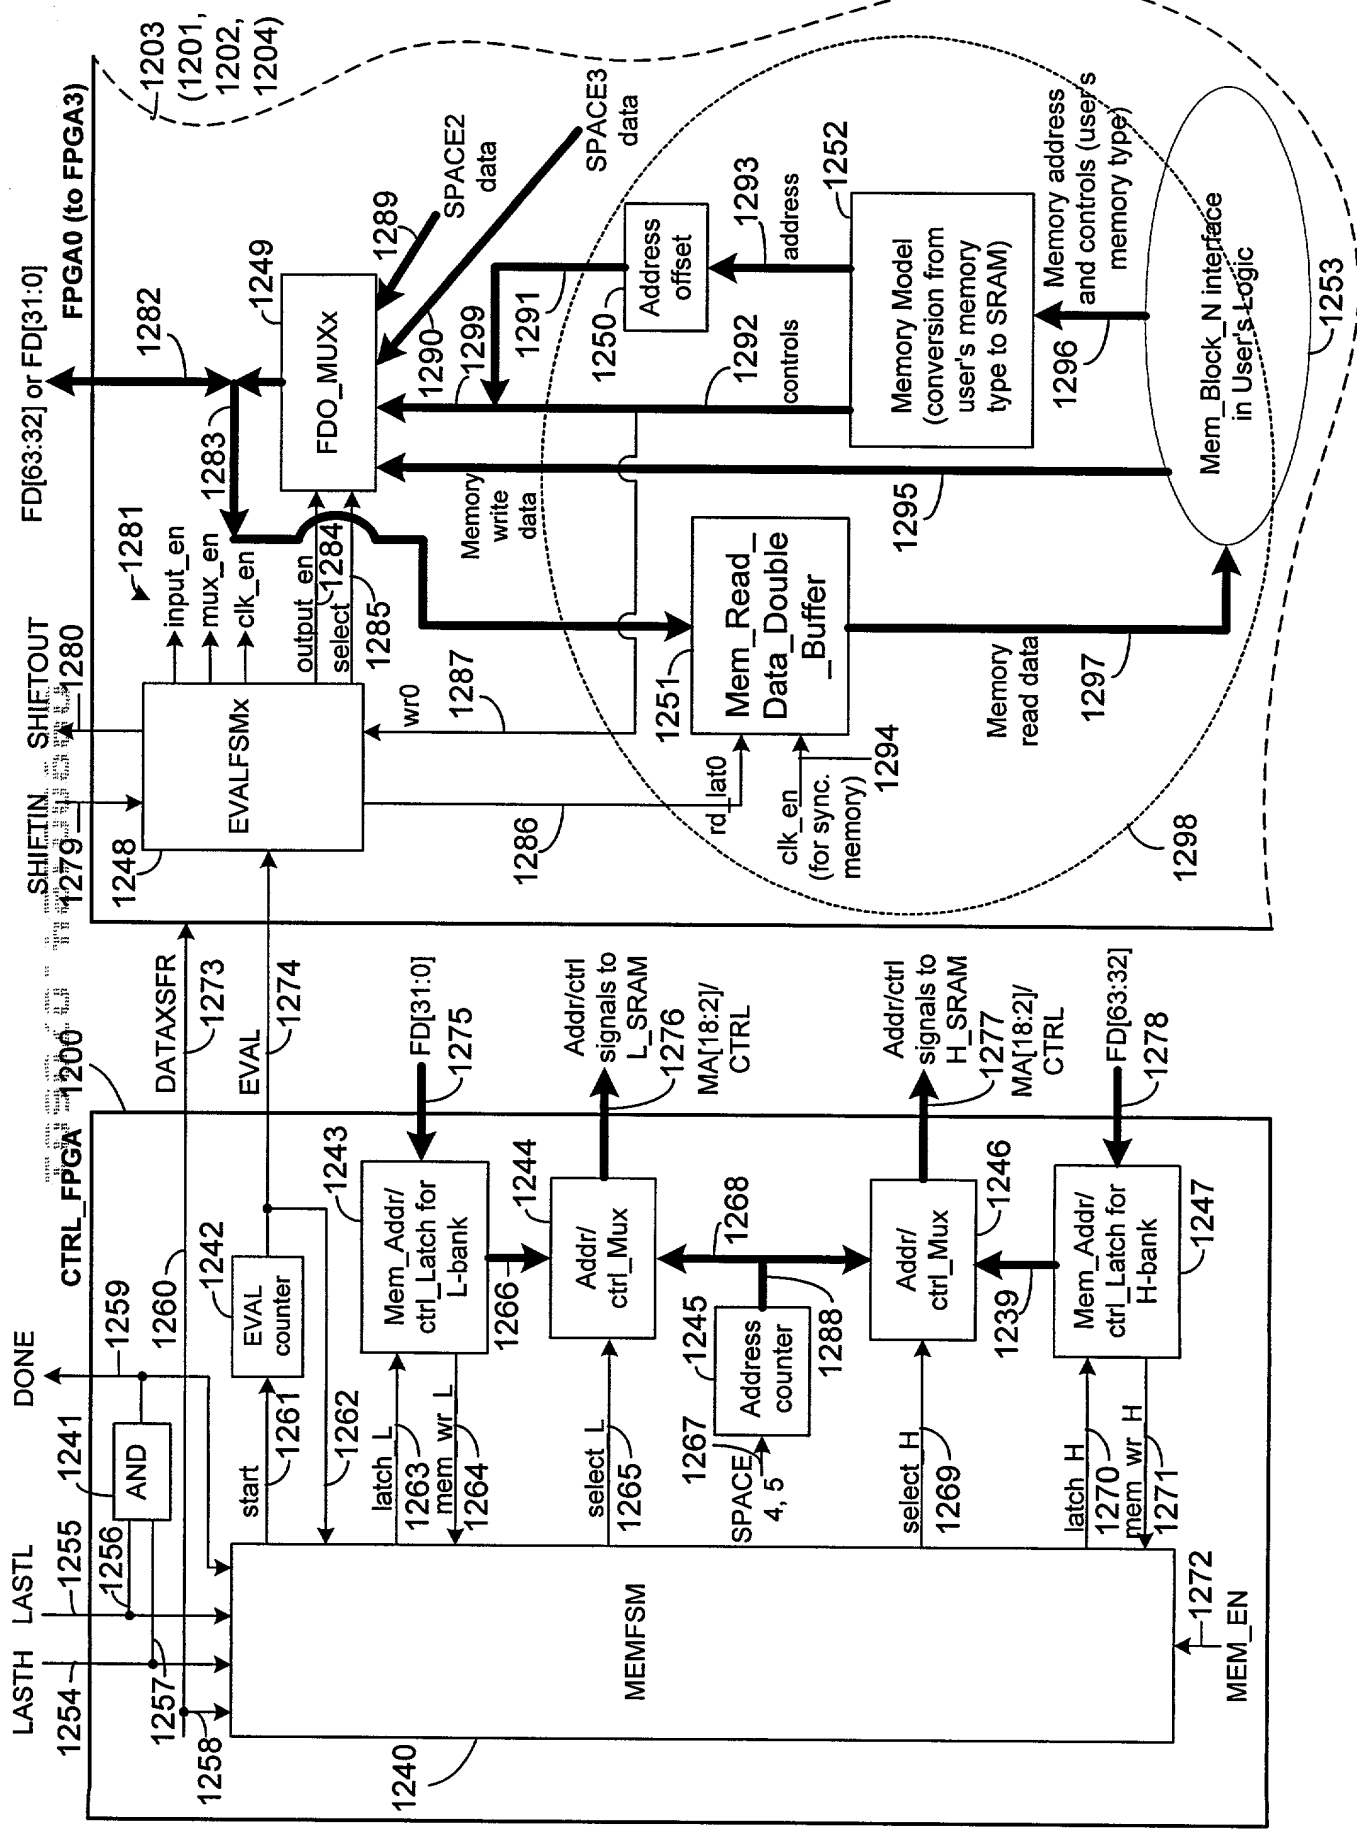 LASTH
LASTL
DONE
1254
1255
1256
1257
1258
1241
AND
1259
1260
CTRL_FPGA
1200
DATAXSFR
1273
EVAL
1274
start
1261
1262
1242
EVAL
counter
1243
Mem_Addr/
ctrl_Latch for
L-bank
FD[31:0]
1275
latch_L
1263
mem_wr_L
1264
1266
1244
Addr/
ctrl_Mux
Addr/ctrl
signals to
L_SRAM
1276
MA[18:2]/
CTRL
select_L
1265
1267
SPACE
4, 5
1245
Address
counter
1288
1268
select_H
1269
1246
Addr/
ctrl_Mux
Addr/ctrl
signals to
H_SRAM
1277
MA[18:2]/
CTRL
1239
Mem_Addr/
ctrl_Latch for
H-bank
1247
FD[63:32]
1278
latch_H
1270
mem_wr_H
1271
MEMFSM
1240
MEM_EN
1272
SHIFTIN
1279
SHIFTOUT
1280
1248
EVALFSMx
1281
input_en
mux_en
clk_en
output_en
1284
select
1285
FD[63:32] or FD[31:0]
1282
1283
FPGA0 (to FPGA3)
1203
(1201,
1202,
1204)
1249
FDO_MUXx
1289
SPACE2
data
1290
SPACE3
data
1299
1291
wr0
1287
1286
rd_lat0
Memory
write
data
1250
Address
offset
1293
address
1292
controls
1252
Memory Model
(conversion from
user's memory
type to SRAM)
1251
Mem_Read_
Data_Double
_Buffer
clk_en
(for sync.
memory)
1294
1295
1296
Memory address
and controls (user's
memory type)
Memory
read data
1297
Mem_Block_N interface
in User's Logic
1253
1298